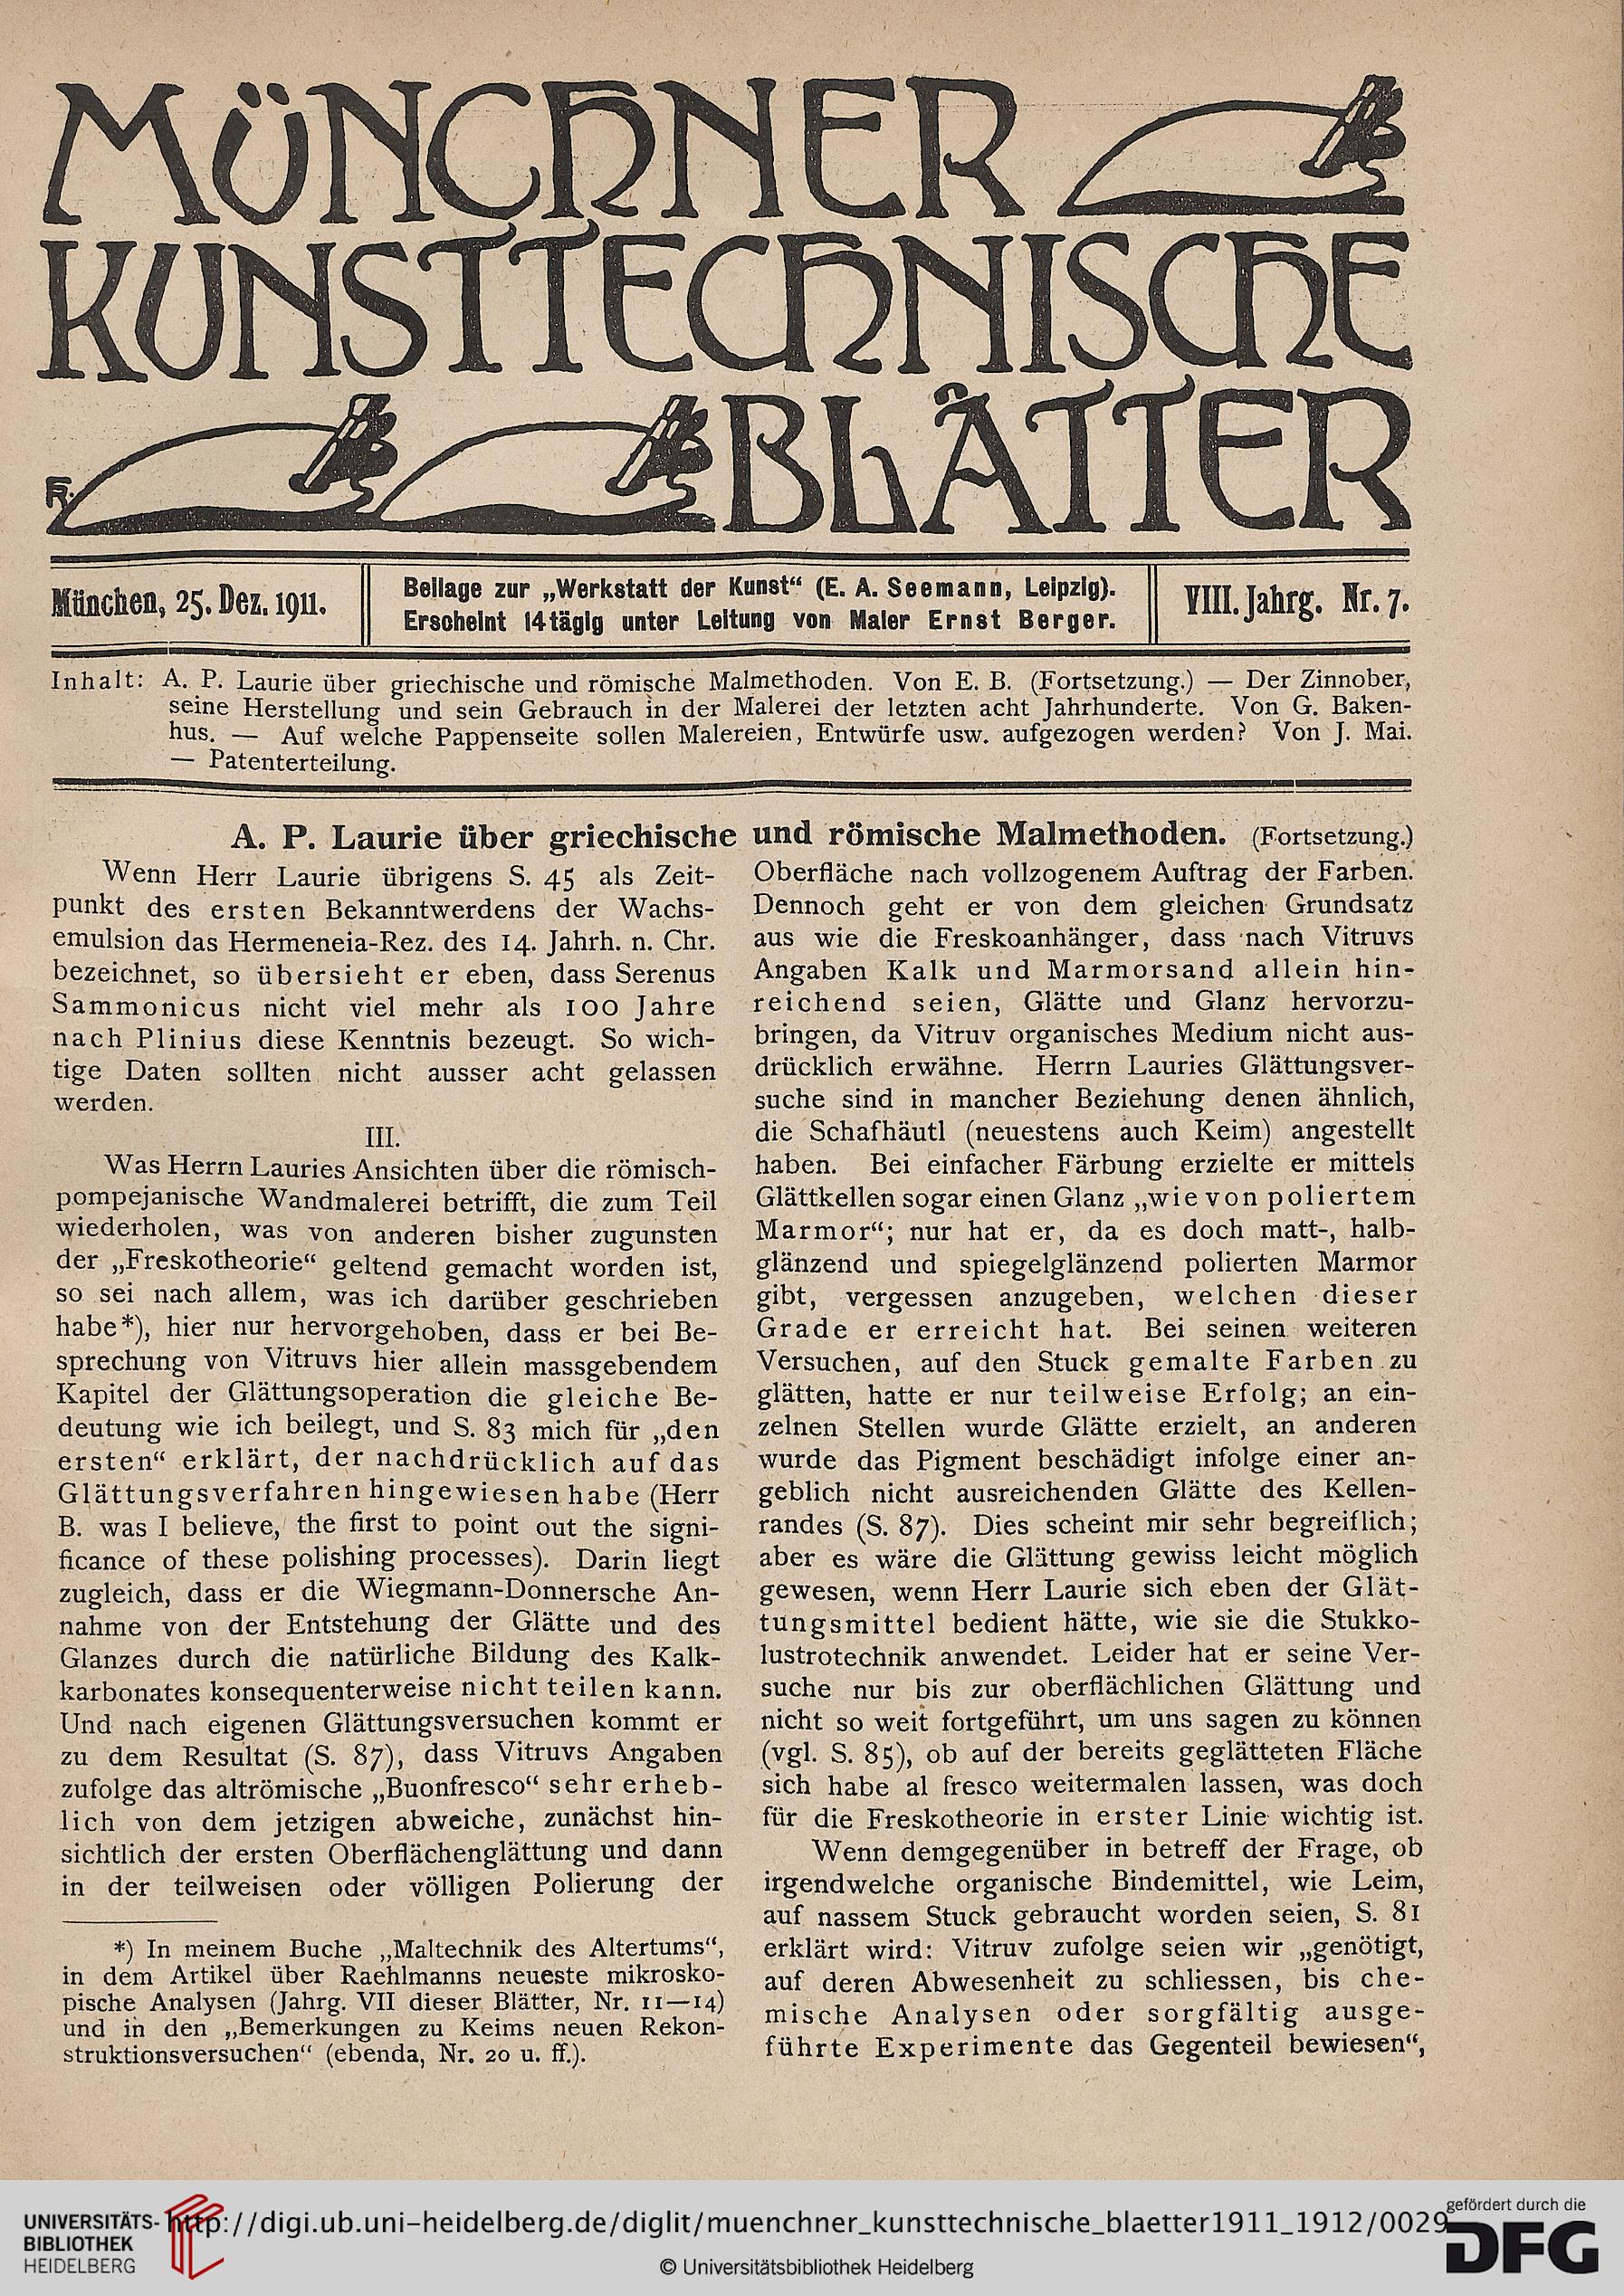 MÜNCHNER
KUNSTTECHNISCHE
BLÄTTER
München, 25. Dez. 1911.
Beilage zur „Werkstatt der Kunst“ (E. A. Seemann, Leipzig).
Erscheint 14tägig unter Leitung von Maler Ernst Berger.
VIII. Jahrg. Nr. 7.
Inhalt: A. P. Laurie über griechische und römische Malmethoden. Von E. B. (Fortsetzung.) — Der Zinnober,
seine Herstellung und sein Gebrauch in der Malerei der letzten acht Jahrhunderte. Von G. Baken-
hus. — Auf welche Pappenseite sollen Malereien, Entwürfe usw. aufgezogen werden? Von J. Mai.
— Patenterteilung.
A. P. Laurie über griechische und römische Malmethoden. (Fortsetzung.)
Wenn Herr Laurie übrigens S. 45 als Zeit-
punkt des ersten Bekanntwerdens der Wachs-
emulsion das Hermeneia-Rez. des 14. Jahrh. n. Chr.
bezeichnet, so übersieht er eben, dass Serenus
Sammonicus nicht viel mehr als 100 Jahre
nach Plinius diese Kenntnis bezeugt. So wich-
tige Daten sollten nicht ausser acht gelassen
werden.
III.
Was Herrn Lauries Ansichten über die römisch-
pompejanische Wandmalerei betrifft, die zum Teil
wiederholen, was von anderen bisher zugunsten
der „Freskotheorie“ geltend gemacht worden ist,
so sei nach allem, was ich darüber geschrieben
habe*), hier nur hervorgehoben, dass er bei Be-
sprechung von Vitruvs hier allein massgebendem
Kapitel der Glättungsoperation die gleiche Be-
deutung wie ich beilegt, und S. 83 mich für „den
ersten“ erklärt, der nachdrücklich auf das
Glättungsverfahren hingewiesen habe (Herr
B. was I believe, the first to point out the signi-
ficance of these polishing processes). Darin liegt
zugleich, dass er die Wiegmann-Donnersche An-
nahme von der Entstehung der Glätte und des
Glanzes durch die natürliche Bildung des Kalk-
karbonates konsequenterweise nicht teilen kann.
Und nach eigenen Glättungsversuchen kommt er
zu dem Resultat (S. 87), dass Vitruvs Angaben
zufolge das altrömische „Buonfresco“ sehr erheb-
lich von dem jetzigen abweiche, zunächst hin-
sichtlich der ersten Oberflächenglättung und dann
in der teilweisen oder völligen Polierung der
*) In meinem Buche „Maltechnik des Altertums“,
in dem Artikel über Raehlmanns neueste mikrosko-
pische Analysen (Jahrg. VII dieser Blätter, Nr. 11—14)
und in den „Bemerkungen zu Keims neuen Rekon-
struktionsversuchen“ (ebenda, Nr. 20 u. ff.).
Oberfläche nach vollzogenem Auftrag der Farben.
Dennoch geht er von dem gleichen Grundsatz
aus wie die Freskoanhänger, dass nach Vitruvs
Angaben Kalk und Marmorsand allein hin-
reichend seien, Glätte und Glanz hervorzu-
bringen, da Vitruv organisches Medium nicht aus-
drücklich erwähne. Herrn Lauries Glättungsver-
suche sind in mancher Beziehung denen ähnlich,
die Schafhäutl (neuestens auch Keim) angestellt
haben. Bei einfacher Färbung erzielte er mittels
Glättkellen sogar einen Glanz „wie von poliertem
Marmor“; nur hat er, da es doch matt-, halb-
glänzend und spiegelglänzend polierten Marmor
gibt, vergessen anzugeben, welchen dieser
Grade er erreicht hat. Bei seinen weiteren
Versuchen, auf den Stuck gemalte Farben zu
glätten, hatte er nur teilweise Erfolg; an ein-
zelnen Stellen wurde Glätte erzielt, an anderen
wurde das Pigment beschädigt infolge einer an-
geblich nicht ausreichenden Glätte des Kellen-
randes (S. 87). Dies scheint mir sehr begreiflich;
aber es wäre die Glättung gewiss leicht möglich
gewesen, wenn Herr Laurie sich eben der Glät-
tungsmittel bedient hätte, wie sie die Stukko-
lustrotechnik anwendet. Leider hat er seine Ver-
suche nur bis zur oberflächlichen Glättung und
nicht so weit fortgeführt, um uns sagen zu können
(vgl. S. 85), ob auf der bereits geglätteten Fläche
sich habe al fresco weitermalen lassen, was doch
für die Freskotheorie in erster Linie wichtig ist.
Wenn demgegenüber in betreff der Frage, ob
irgendwelche organische Bindemittel, wie Leim,
auf nassem Stuck gebraucht worden seien, S. 81
erklärt wird: Vitruv zufolge seien wir „genötigt,
auf deren Abwesenheit zu schliessen, bis che-
mische Analysen oder sorgfältig ausge-
führte Experimente das Gegenteil bewiesen“,
UNIVERSITÄTS-
BIBLIOTHEK
HEIDELBERG
http://digi.ub.uni-heidelberg.de/diglit/muenchner_kunsttechnische_blaetter1911_1912/0029
© Universitätsbibliothek Heidelberg
gefördert durch die
DFG